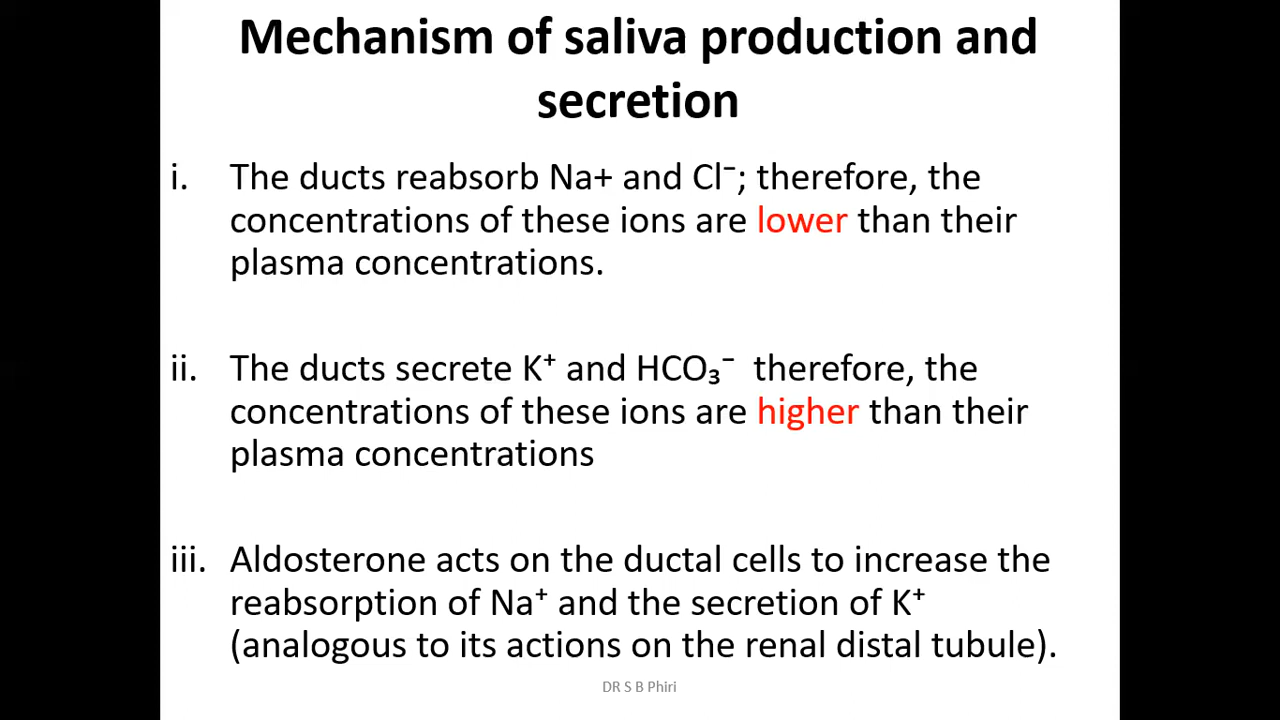 Mechanism of saliva production and
secretion
i. The ducts reabsorb Na+ and Cl⁻; therefore, the
concentrations of these ions are lower than their
plasma concentrations.
ii. The ducts secrete K⁺ and HCO₃⁻ therefore, the
concentrations of these ions are higher than their
plasma concentrations
iii. Aldosterone acts on the ductal cells to increase the
reabsorption of Na⁺ and the secretion of K⁺
(analogous to its actions on the renal distal tubule).
DR S B Phiri